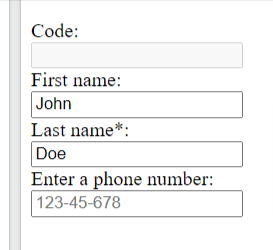 Code:
First name:
John
Last name*:
Doe
Enter a phone number:
123-45-678